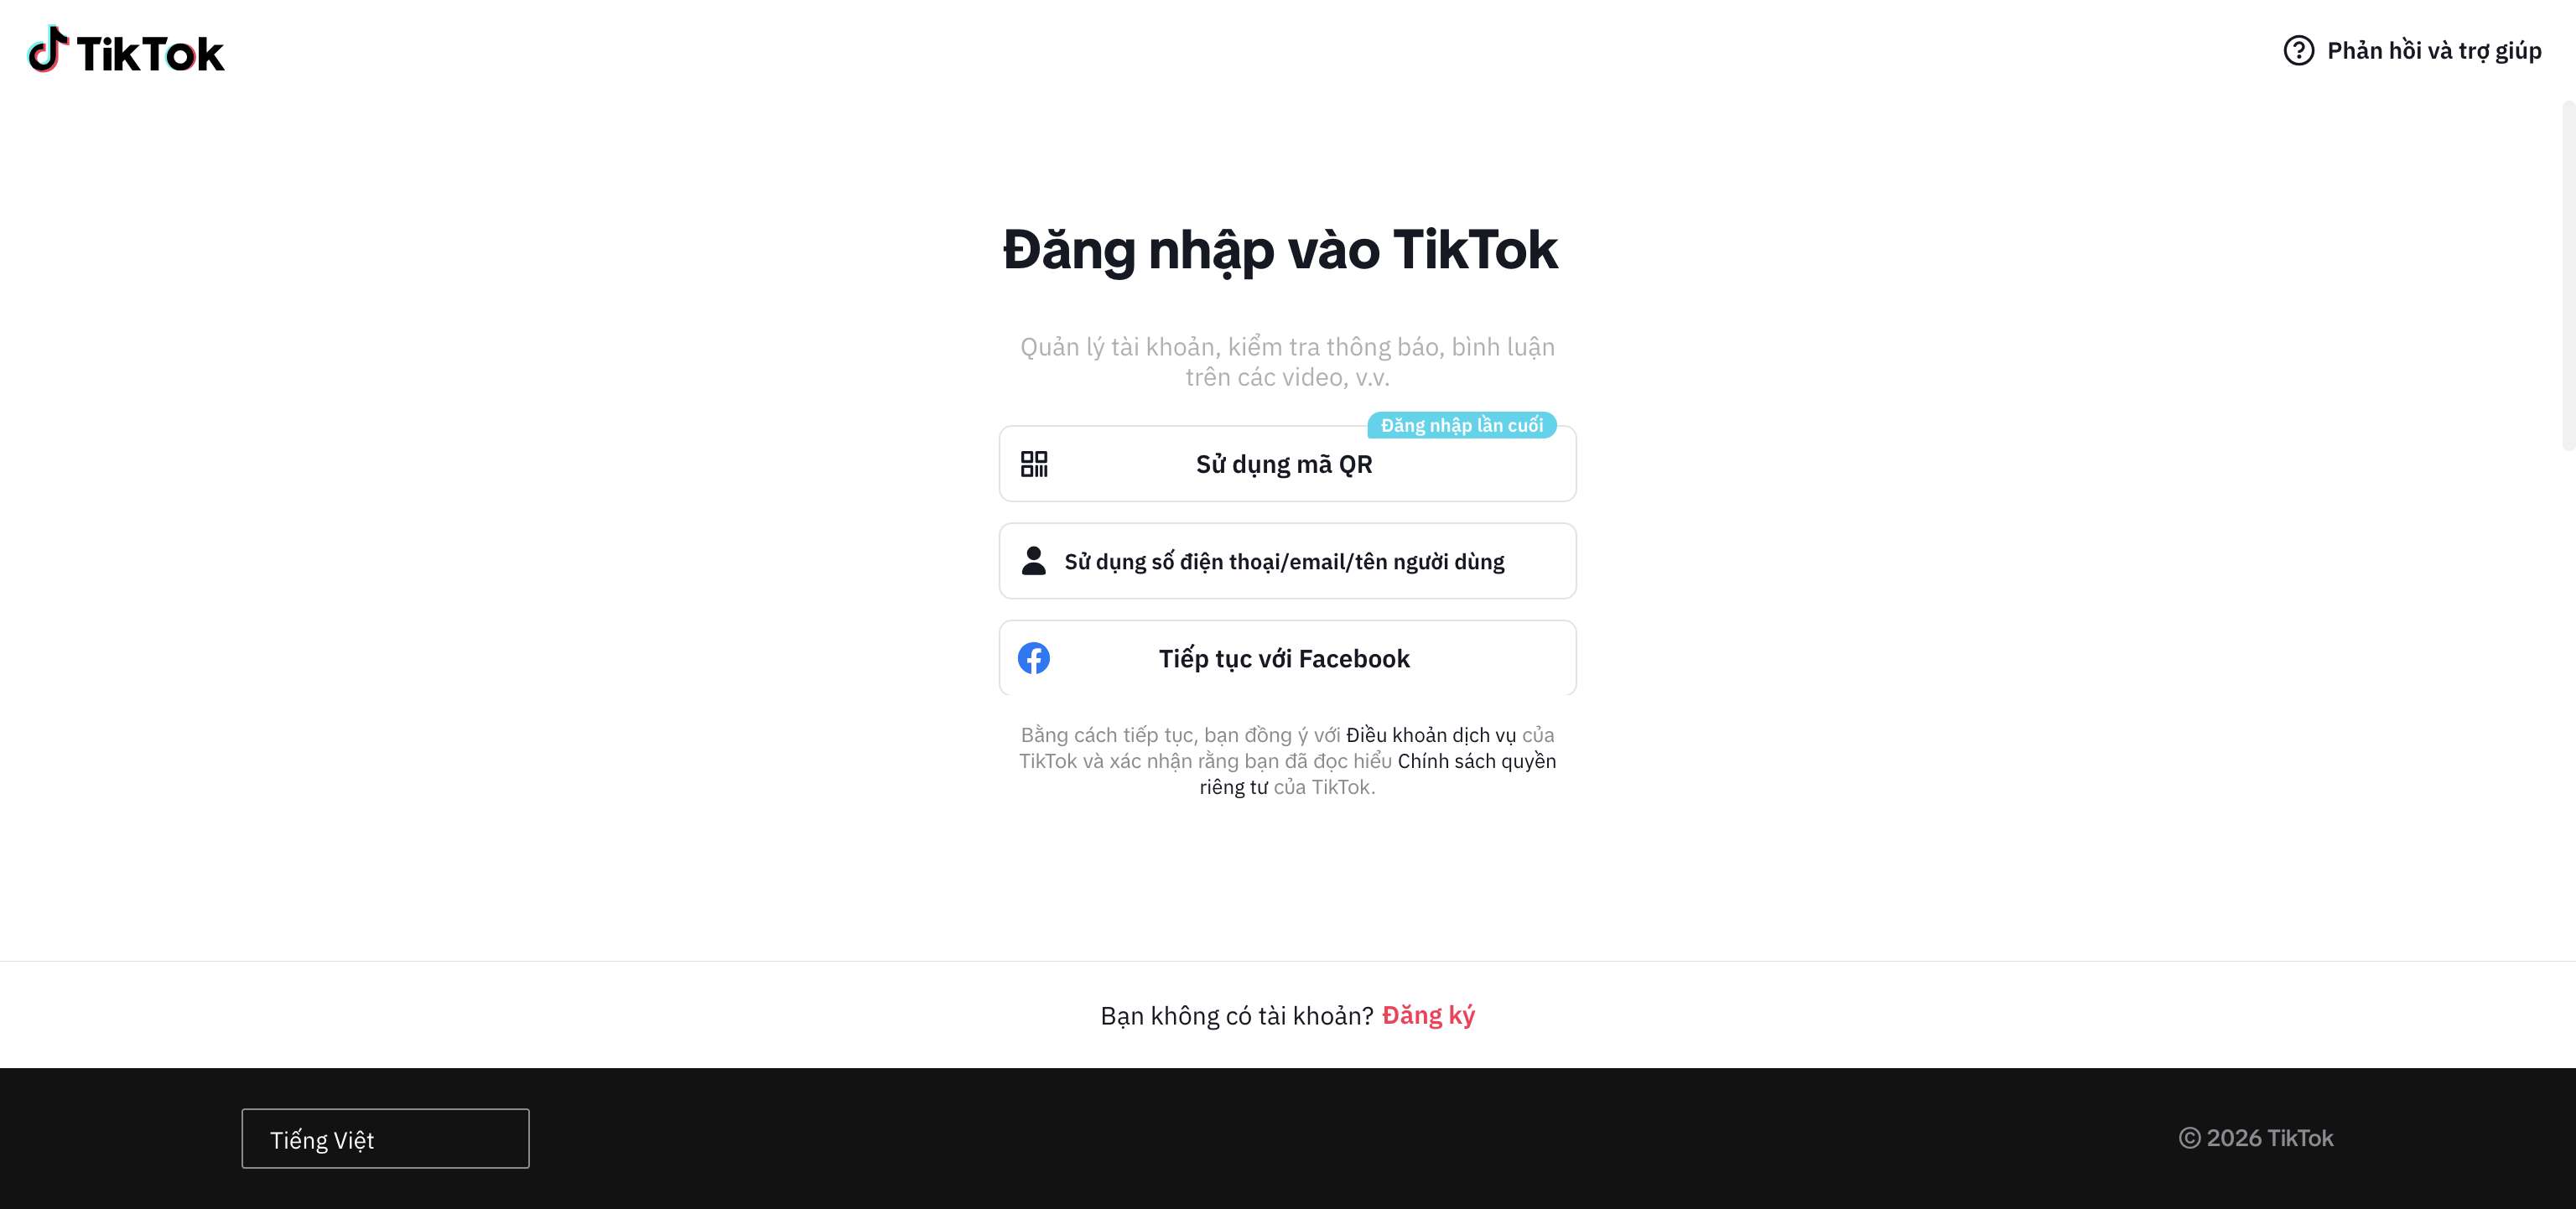 TikTok
Phản hồi và trợ giúp
Đăng nhập vào TikTok
Quản lý tài khoản, kiểm tra thông báo, bình luận
trên các video, v.v.
Đăng nhập lần cuối
Sử dụng mã QR
Sử dụng số điện thoại/email/tên người dùng
Tiếp tục với Facebook
Bằng cách tiếp tục, bạn đồng ý với Điều khoản dịch vụ của
TikTok và xác nhận rằng bạn đã đọc hiểu Chính sách quyền
riêng tư của TikTok.
Bạn không có tài khoản? Đăng ký
Tiếng Việt
© 2026 TikTok